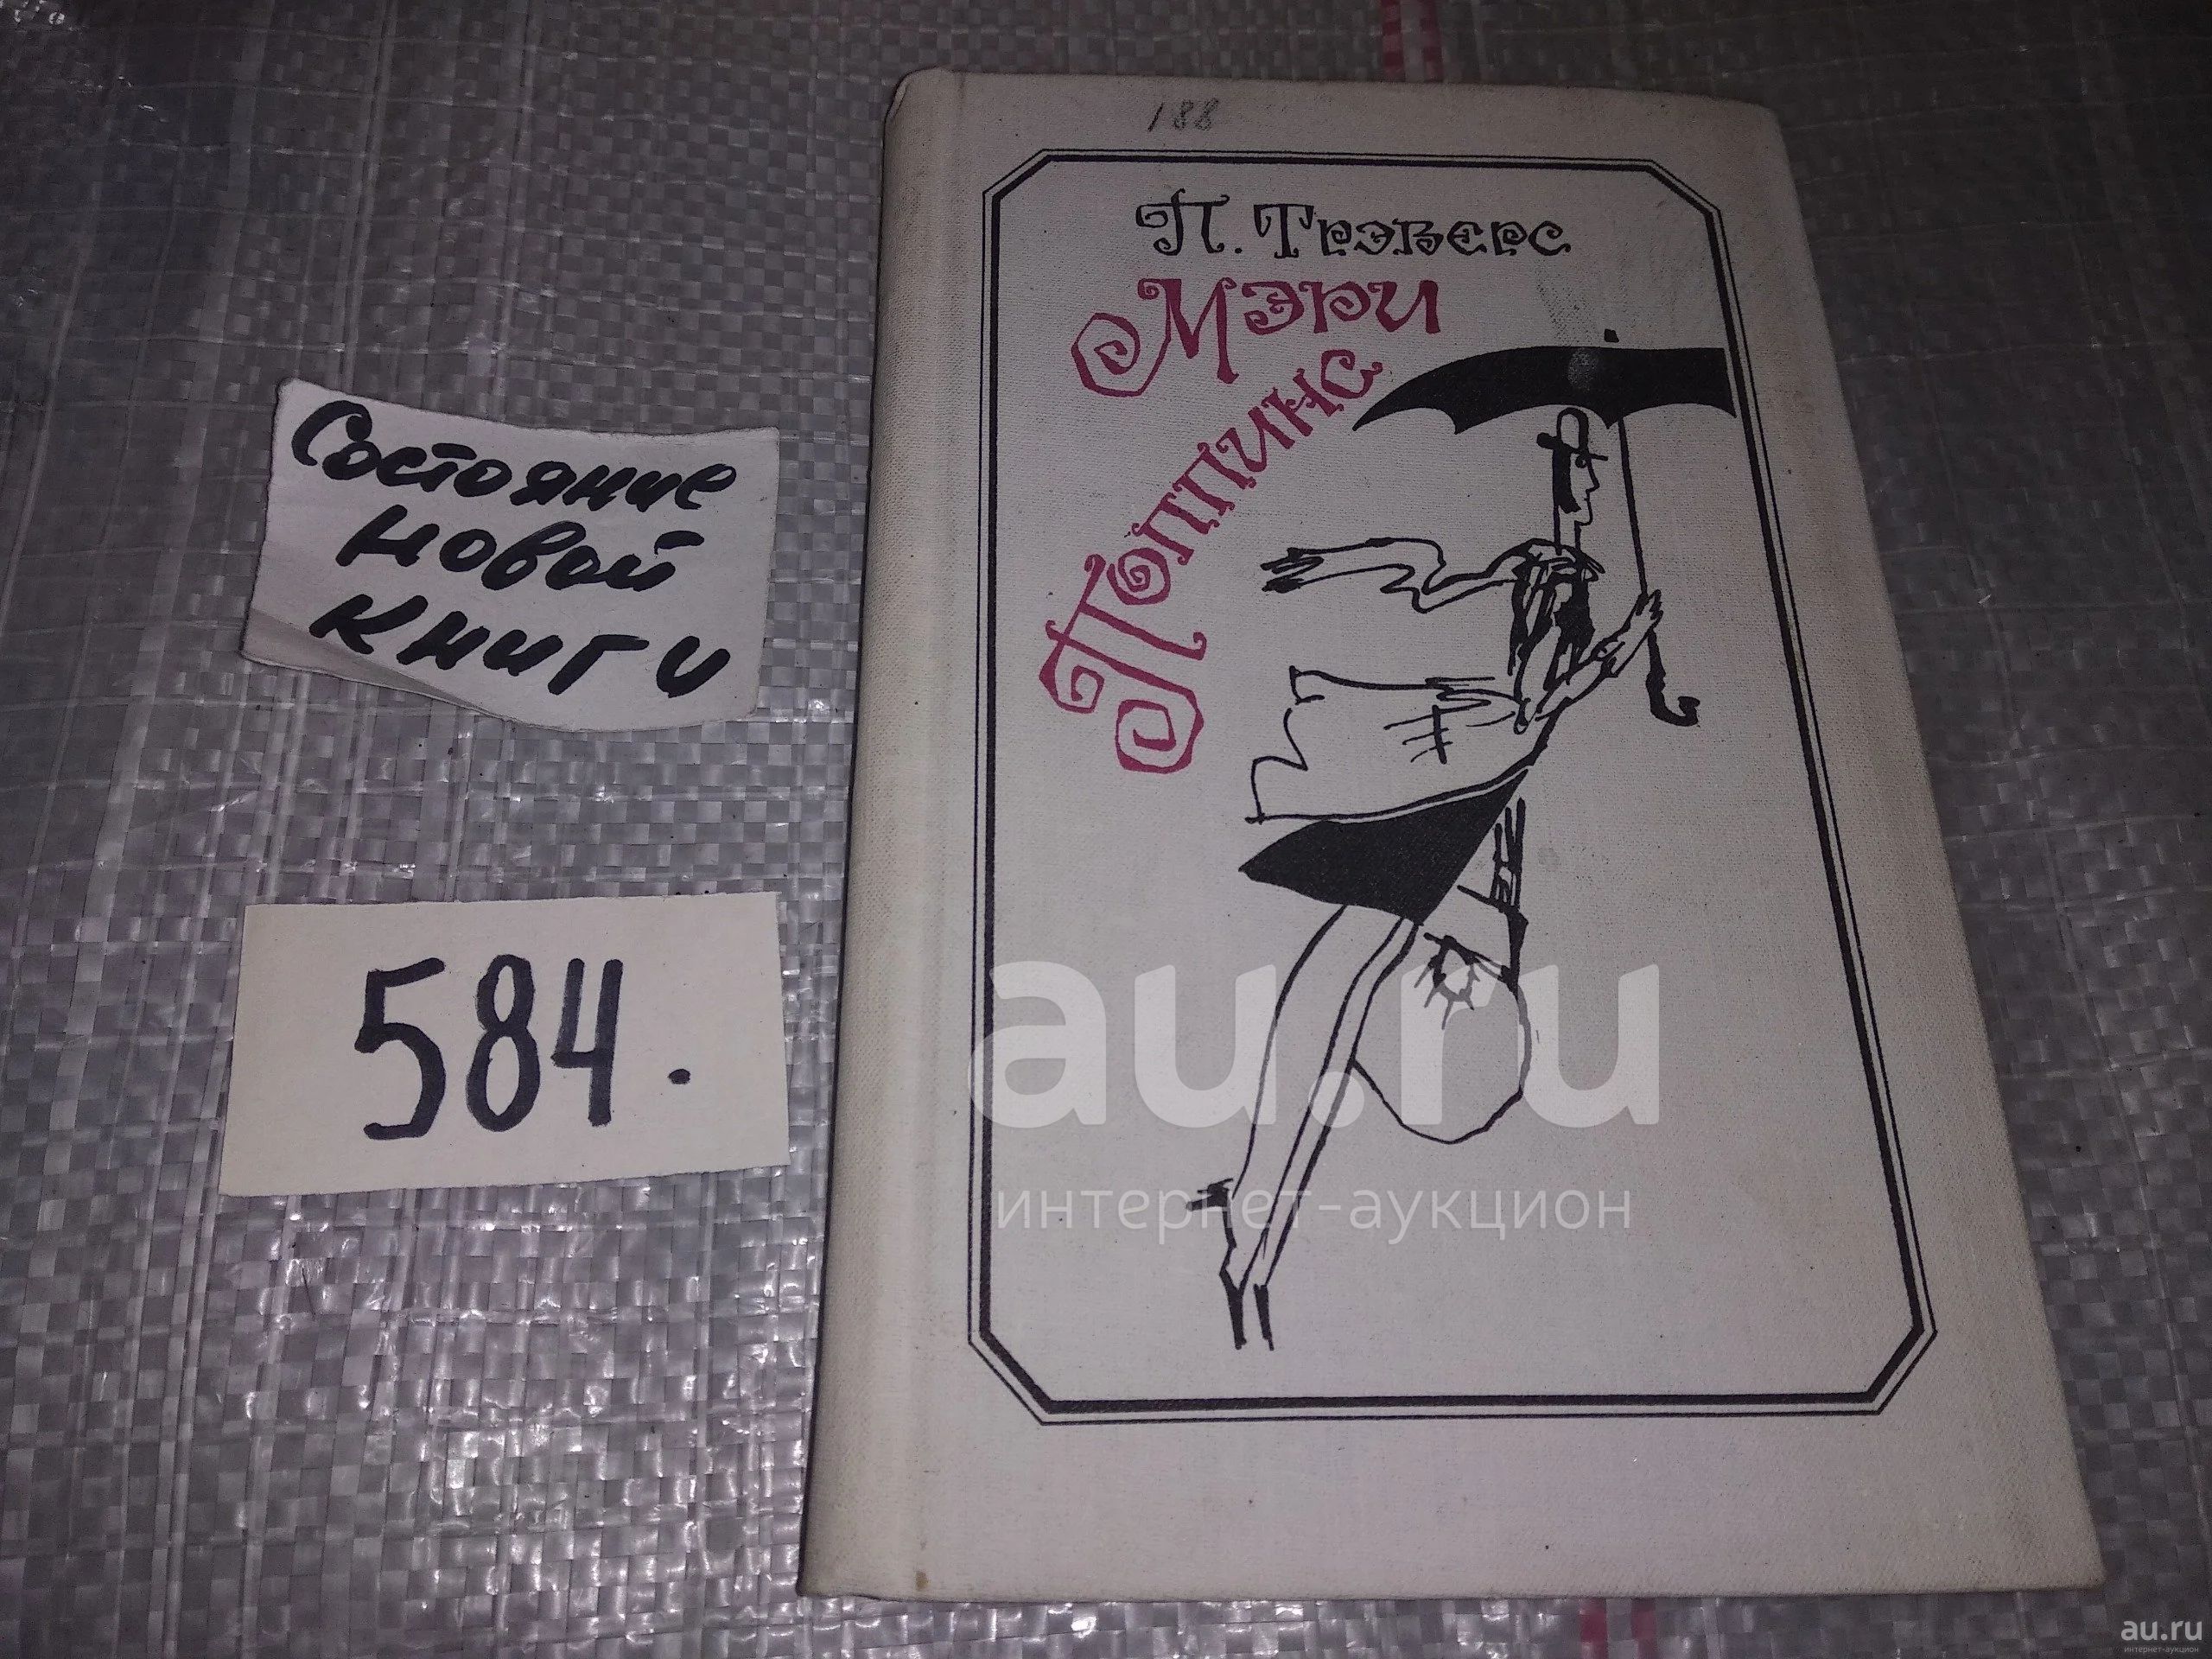 188
П. Трэверс
Мэри
Поппинс
Состояние
новой
книги
584.
au.ru
интернет-аукцион
au.ru
интернет-аукцион